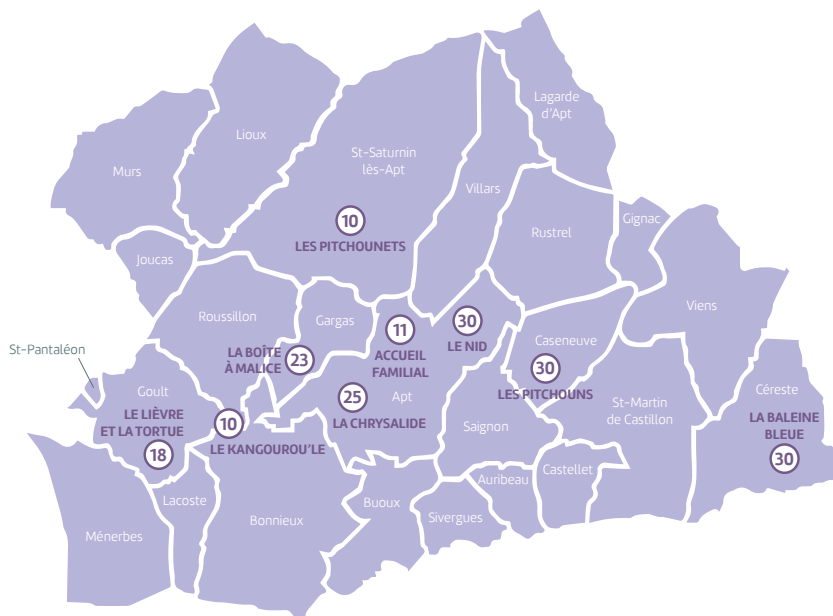 Lagarde
d'Apt
Lioux
St-Saturnin
lès-Apt
Murs
Villars
Gignac
10
LES PITCHOUNETS
Rustrel
Joucas
Viens
Roussillon
Gargas
11
ACCUEIL
FAMILIAL
30
LE NID
Caseneuve
30
LES PITCHOUNS
St-Pantaléon
LA BOÎTE
À MALICE
23
Goult
LE LIÈVRE
ET LA TORTUE
18
10
LE KANGOUROU'LE
25
Apt
LA CHRYSALIDE
St-Martin
de Castillon
Céreste
LA BALEINE
BLEUE
30
Saignon
Castellet
Auribeau
Lacoste
Buoux
Sivergues
Bonnieux
Ménerbes